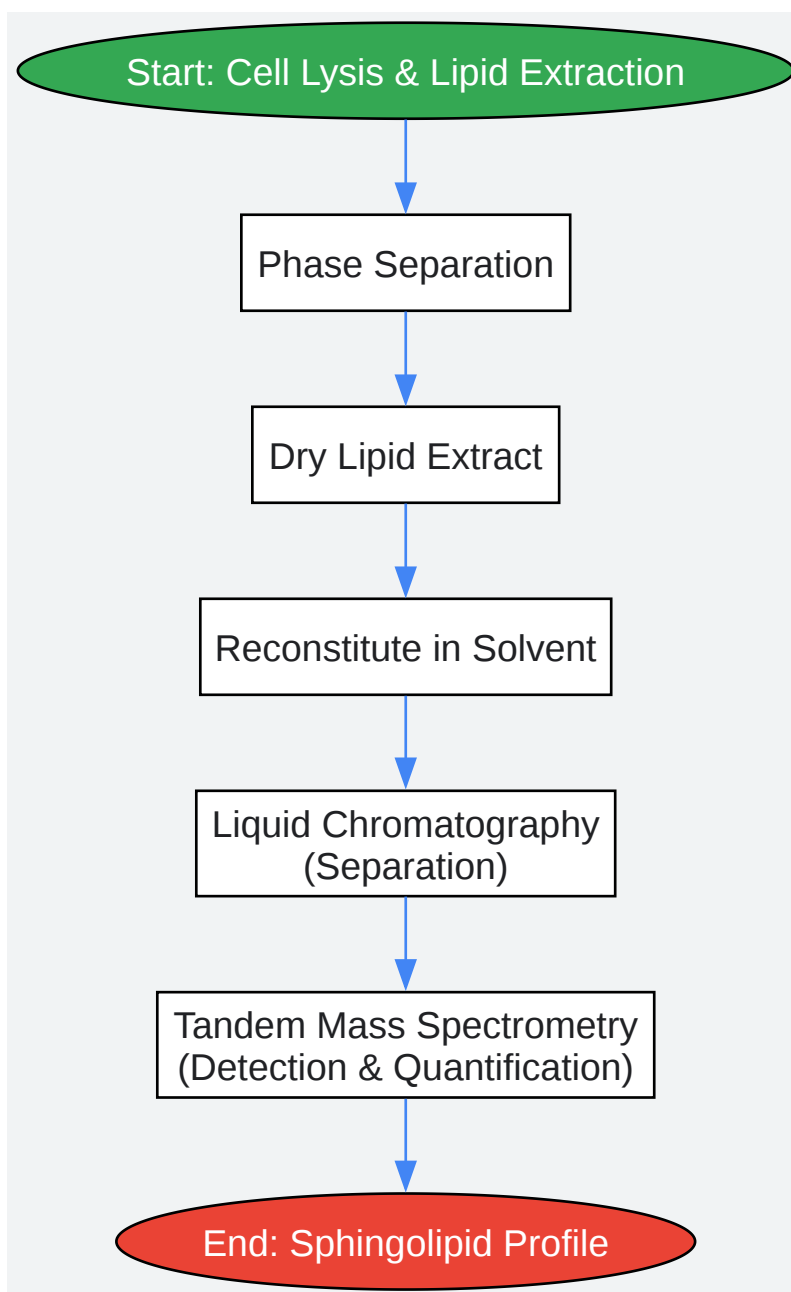 Start: Cell Lysis & Lipid Extraction
Phase Separation
Dry Lipid Extract
Reconstitute in Solvent
Liquid Chromatography
(Separation)
Tandem Mass Spectrometry
(Detection & Quantification)
End: Sphingolipid Profile